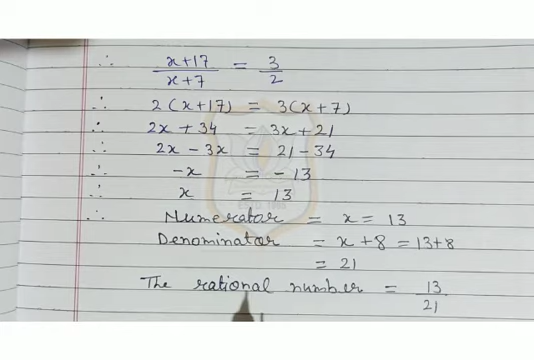 ∴ x+17/x+7 = 3/2
∴ 2(x+17) = 3(x+7)
∴ 2x + 34 = 3x + 21
∴ 2x - 3x = 21 - 34
∴ -x = -13
∴ x = 13
∴ Numerator = x = 13
Denominator = x + 8 = 13+8
= 21
The rational number = 13/21